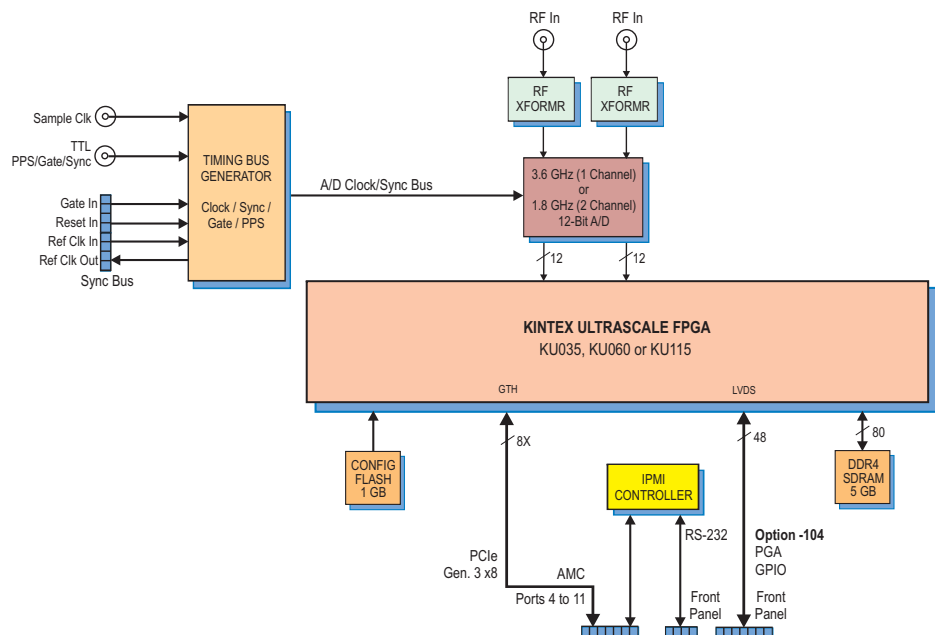 RF In
RF In
RF
XFORMR
RF
XFORMR
Sample Clk
TTL
PPS/Gate/Sync
TIMING BUS
GENERATOR
Clock / Sync /
Gate / PPS
A/D Clock/Sync Bus
3.6 GHz (1 Channel)
or
1.8 GHz (2 Channel)
12-Bit A/D
Gate In
Reset In
Ref Clk In
Ref Clk Out
Sync Bus
12
12
KINTEX ULTRASCALE FPGA
KU035, KU060 or KU115
GTH
LVDS
8X
48
80
CONFIG
FLASH
1 GB
IPMI
CONTROLLER
DDR4
SDRAM
5 GB
RS-232
Option -104
PGA
GPIO
PCIe
Gen. 3 x8
AMC
Ports 4 to 11
Front
Panel
Front
Panel